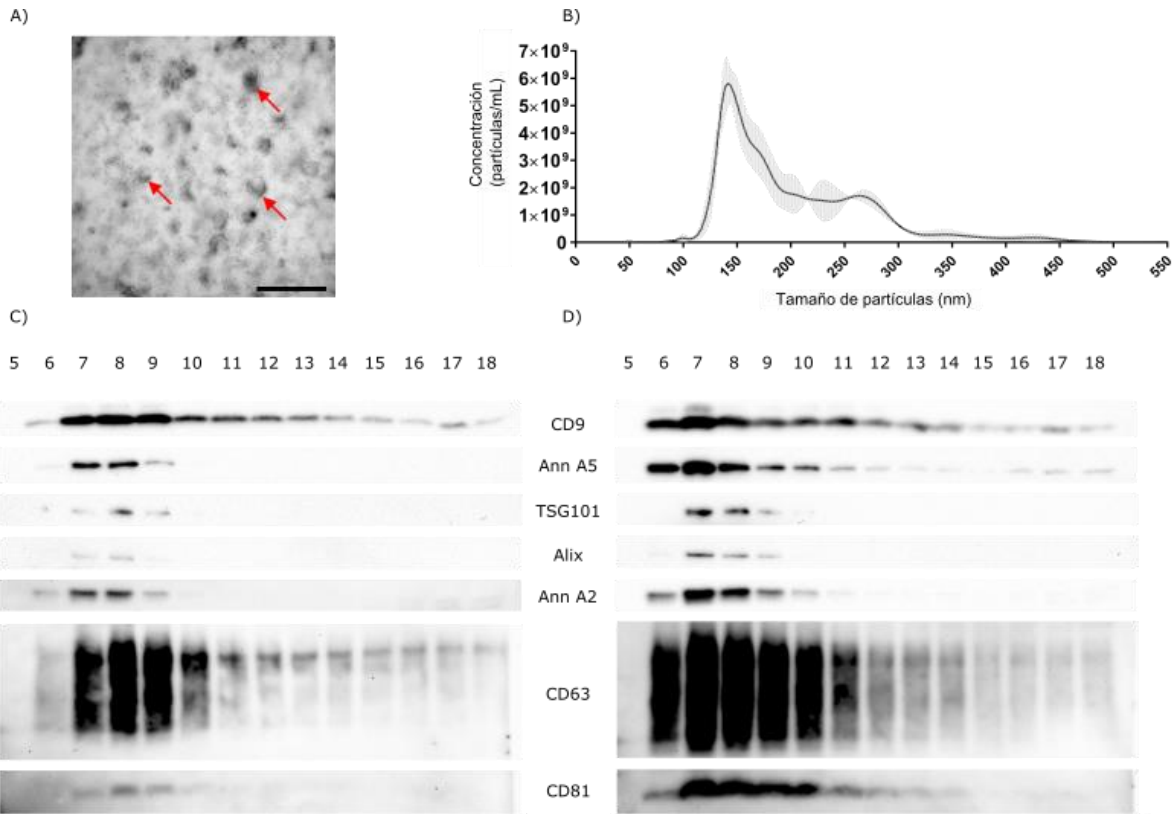 A)
B)
7×10⁹
6×10⁹
5×10⁹
4×10⁹
3×10⁹
2×10⁹
1×10⁹
0
Concentración
(partículas/mL)
0 50 100 150 200 250 300 350 400 450 500 550
Tamaño de partículas (nm)
C)
D)
5 6 7 8 9 10 11 12 13 14 15 16 17 18
5 6 7 8 9 10 11 12 13 14 15 16 17 18
CD9
Ann A5
TSG101
Alix
Ann A2
CD63
CD81